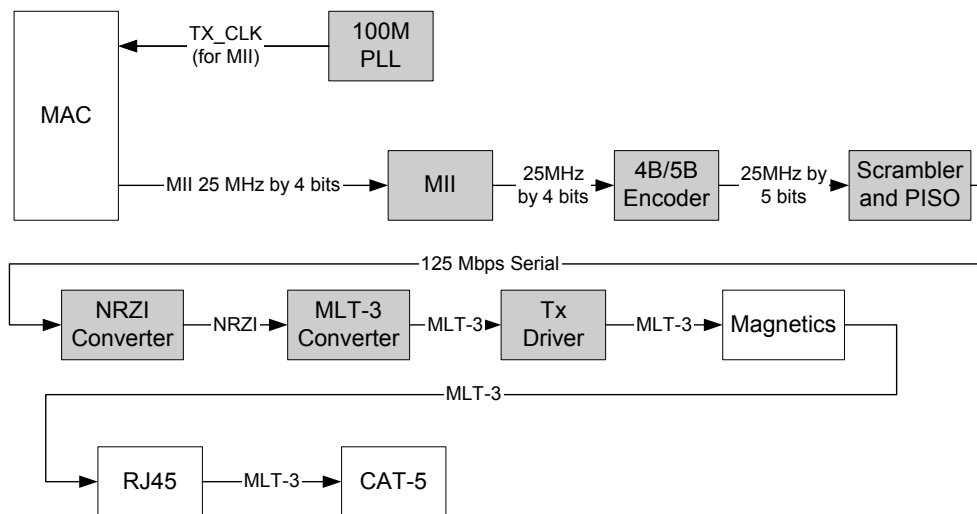 TX_CLK
(for MII)
100M
PLL
MAC
MII 25 MHz by 4 bits
MII
25MHz
by 4 bits
4B/5B
Encoder
25MHz by
5 bits
Scrambler
and PISO
125 Mbps Serial
NRZI
Converter
NRZI
MLT-3
Converter
MLT-3
Tx
Driver
MLT-3
Magnetics
MLT-3
RJ45
MLT-3
CAT-5